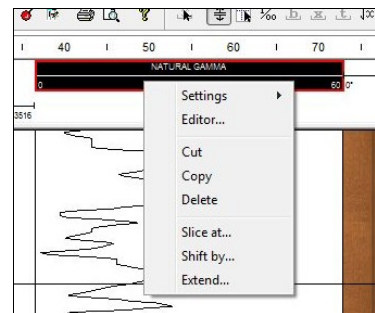 40 50 60 70
NATURAL GAMMA
0 60 0°
3516
Settings
Editor...
Cut
Copy
Delete
Slice at...
Shift by...
Extend...